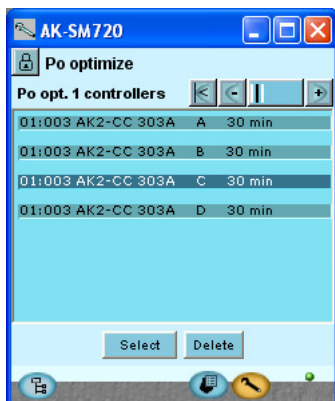 AK-SM720
Po optimize
Po opt. 1 controllers
01:003 AK2-CC 303A A 30 min
01:003 AK2-CC 303A B 30 min
01:003 AK2-CC 303A C 30 min
01:003 AK2-CC 303A D 30 min
Select Delete